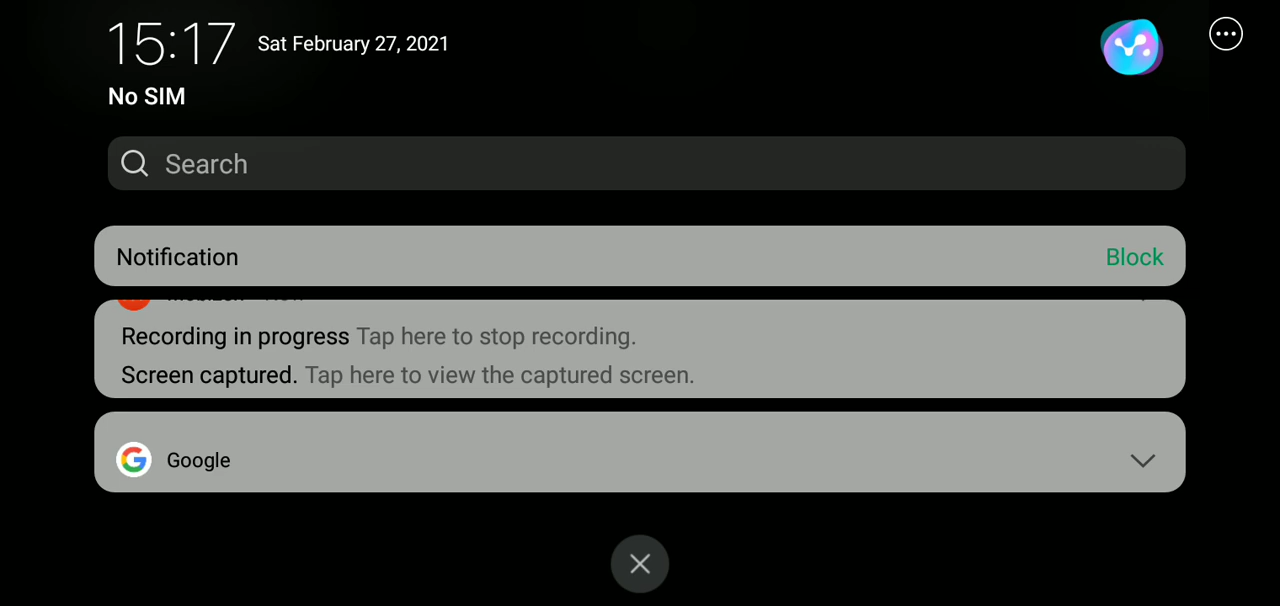 15:17 Sat February 27, 2021
No SIM
Search
Notification Block
Recording in progress Tap here to stop recording.
Screen captured. Tap here to view the captured screen.
Google